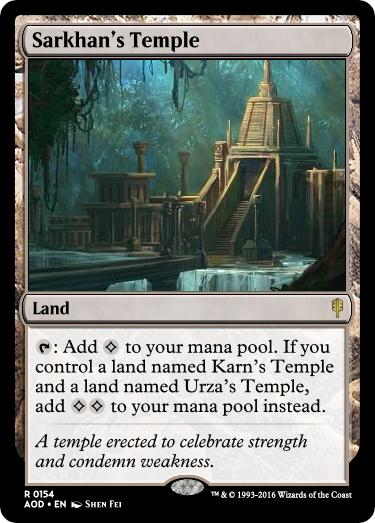 Sarkhan's Temple
Land
: Add to your mana pool. If you
control a land named Karn's Temple
and a land named Urza's Temple,
add to your mana pool instead.
A temple erected to celebrate strength
and condemn weakness.
R 0154
AOD • EN SHEN FEI
™ & © 1993-2016 Wizards of the Coast